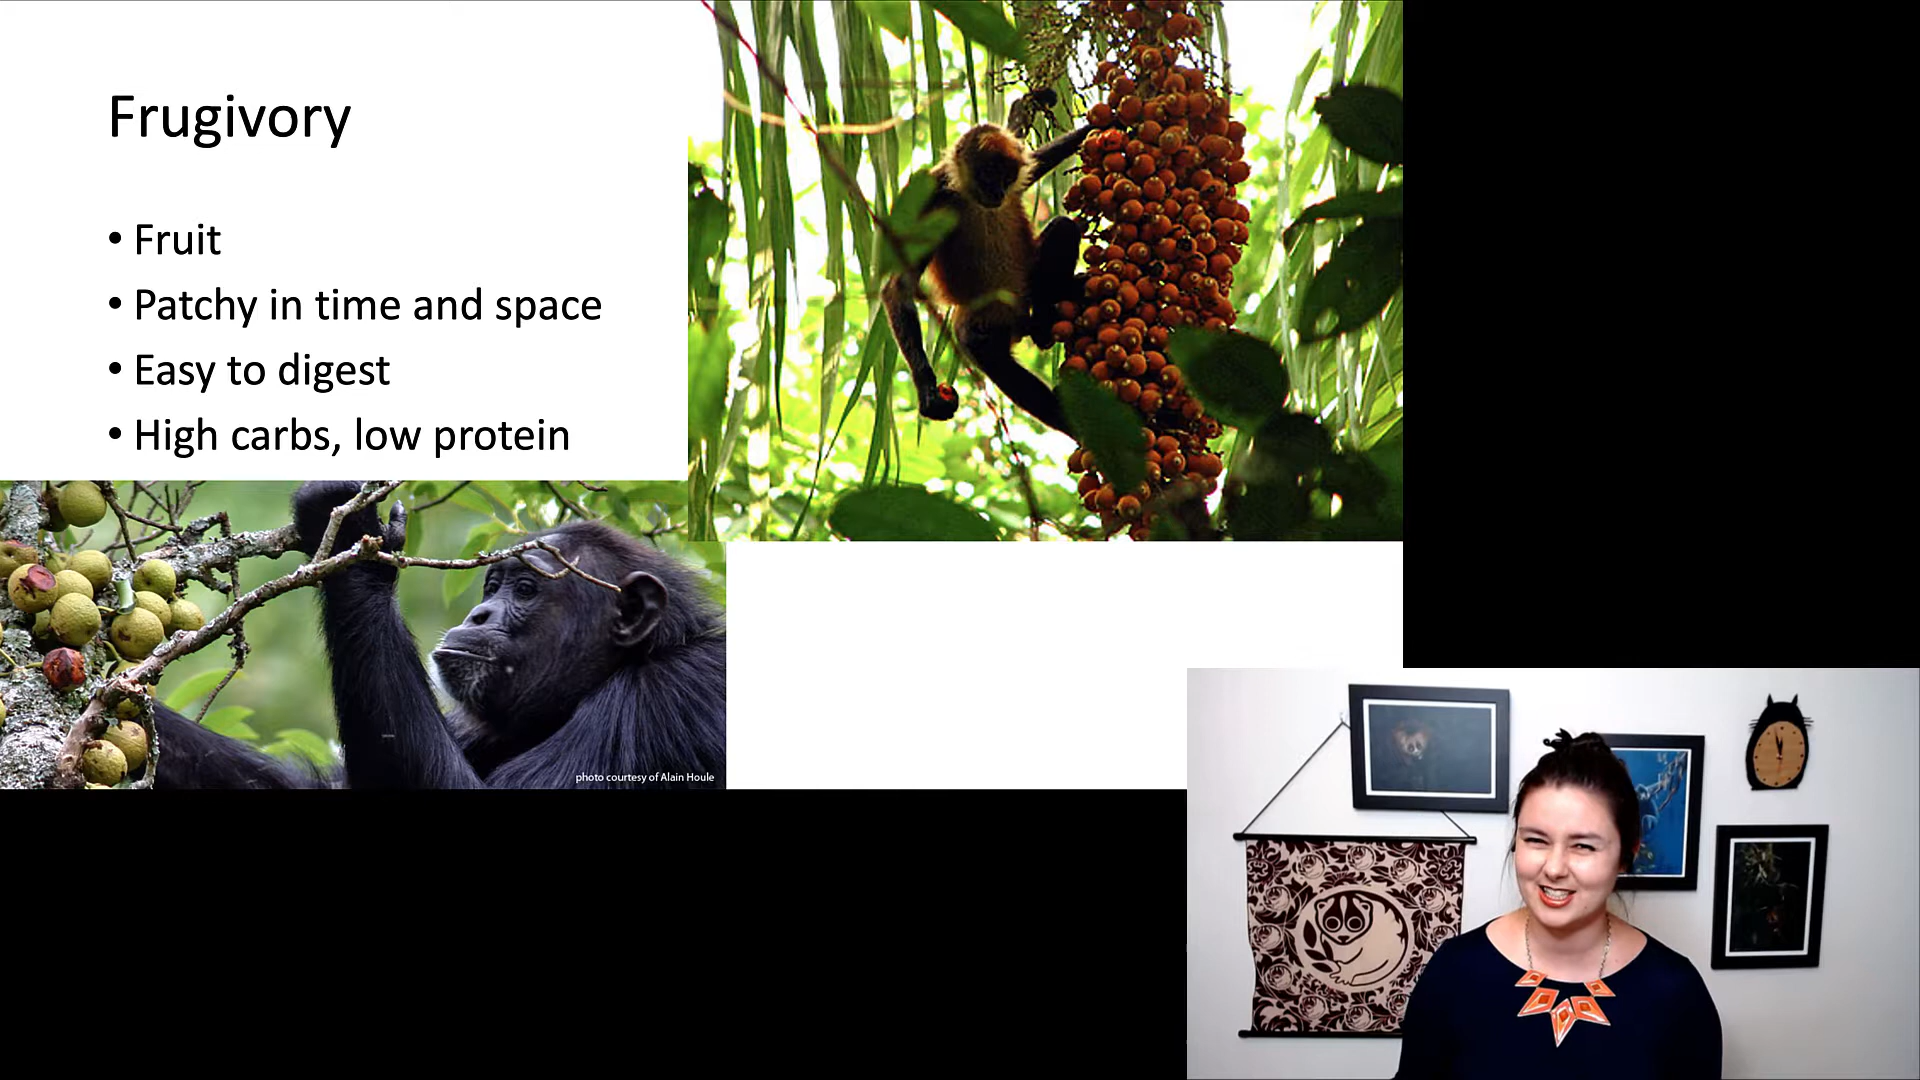 Frugivory
• Fruit
• Patchy in time and space
• Easy to digest
• High carbs, low protein
photo courtesy of Alain Houle